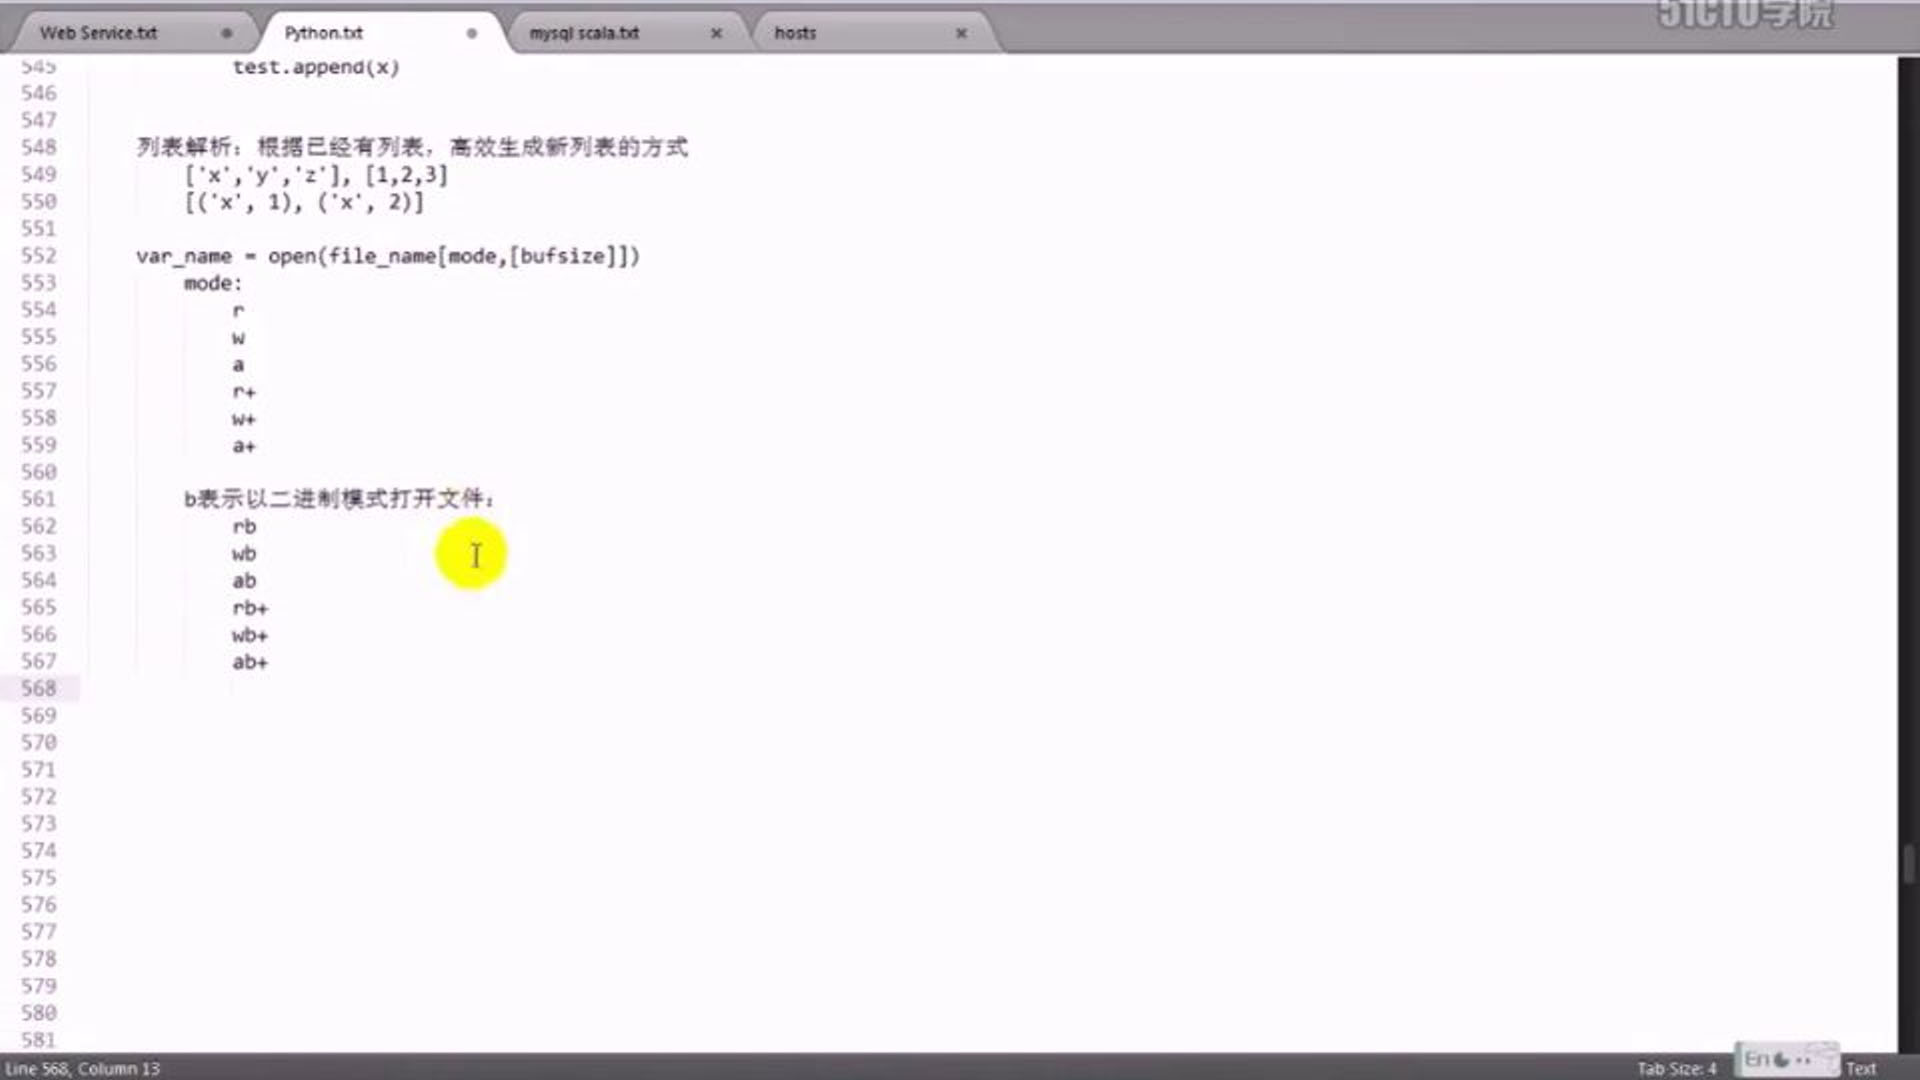 51CTO学院
Web Service.txt
Python.txt
mysql scala.txt
hosts
545 test.append(x)
546
547
548 列表解析：根据已经有列表，高效生成新列表的方式
549 ['x','y','z'], [1,2,3]
550 [('x', 1), ('x', 2)]
551
552 var_name = open(file_name[mode,[bufsize]])
553 mode:
554 r
555 w
556 a
557 r+
558 w+
559 a+
560
561 b表示以二进制模式打开文件：
562 rb
563 wb
564 ab
565 rb+
566 wb+
567 ab+
568
569
570
571
572
573
574
575
576
577
578
579
580
581
Line 568, Column 13
Tab Size: 4
En
Text